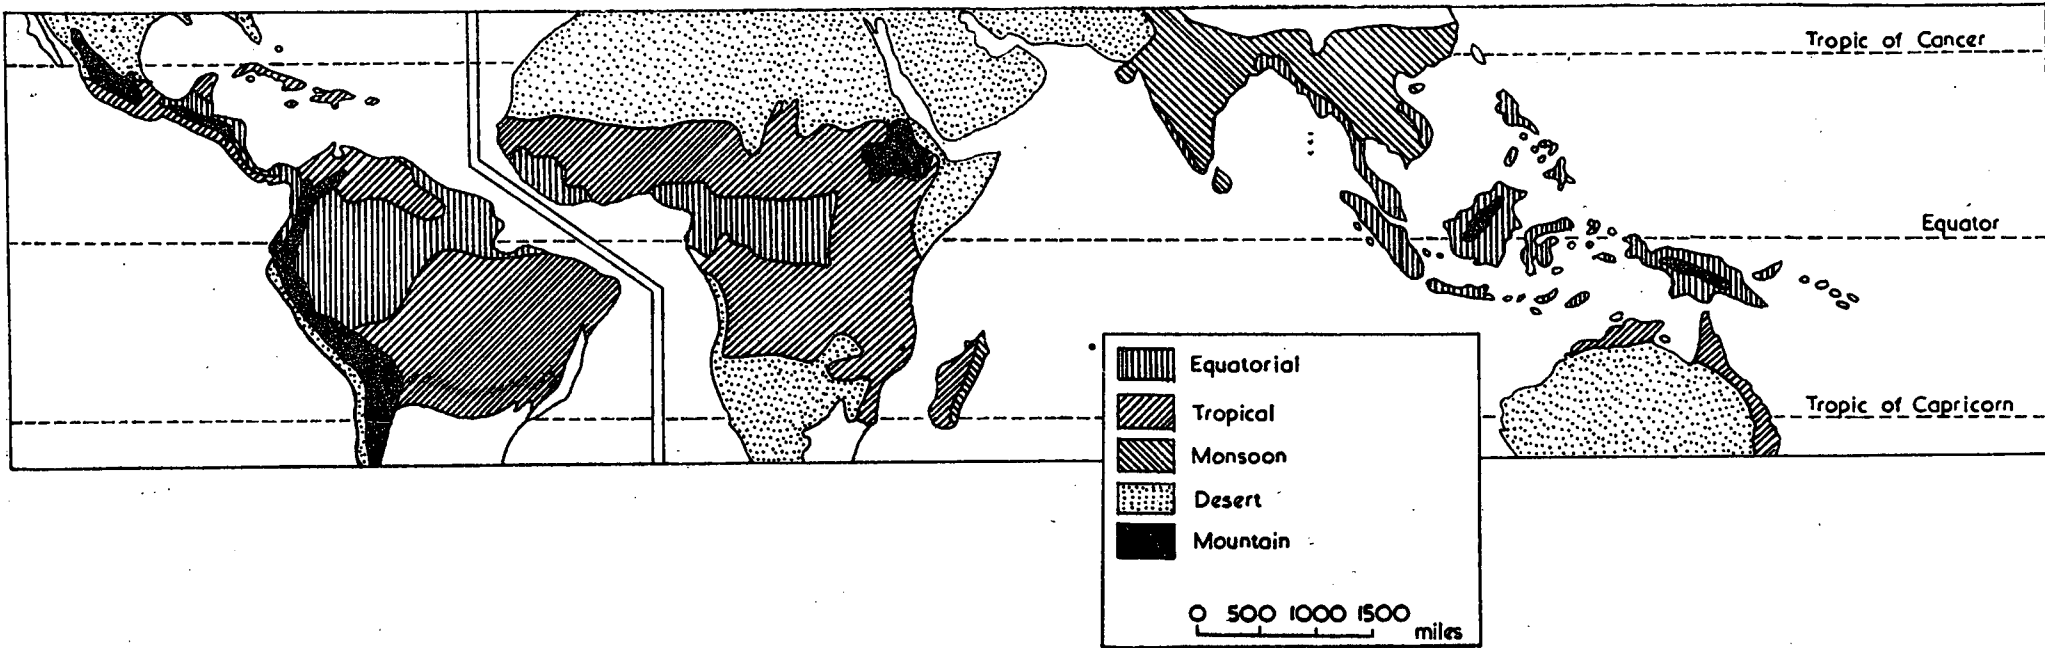 Tropic of Cancer
Equator
Tropic of Capricorn
Equatorial
Tropical
Monsoon
Desert
Mountain
0 500 1000 1500
miles